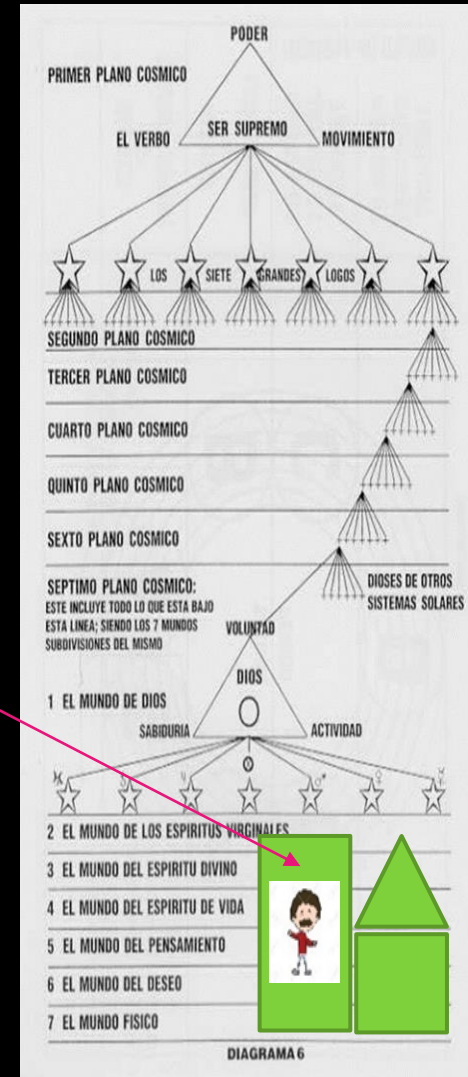 PODER
PRIMER PLANO COSMICO
SER SUPREMO
EL VERBO
MOVIMIENTO
LOS SIETE GRANDES LOGOS
SEGUNDO PLANO COSMICO
TERCER PLANO COSMICO
CUARTO PLANO COSMICO
QUINTO PLANO COSMICO
SEXTO PLANO COSMICO
SEPTIMO PLANO COSMICO:
ESTE INCLUYE TODO LO QUE ESTA BAJO
ESTA LINEA; SIENDO LOS 7 MUNDOS
SUBDIVISIONES DEL MISMO
DIOSES DE OTROS
SISTEMAS SOLARES
VOLUNTAD
DIOS
1 EL MUNDO DE DIOS
SABIDURIA
ACTIVIDAD
2 EL MUNDO DE LOS ESPIRITUS VIRGINALES
3 EL MUNDO DEL ESPIRITU DIVINO
4 EL MUNDO DEL ESPIRITU DE VIDA
5 EL MUNDO DEL PENSAMIENTO
6 EL MUNDO DEL DESEO
7 EL MUNDO FISICO
DIAGRAMA 6